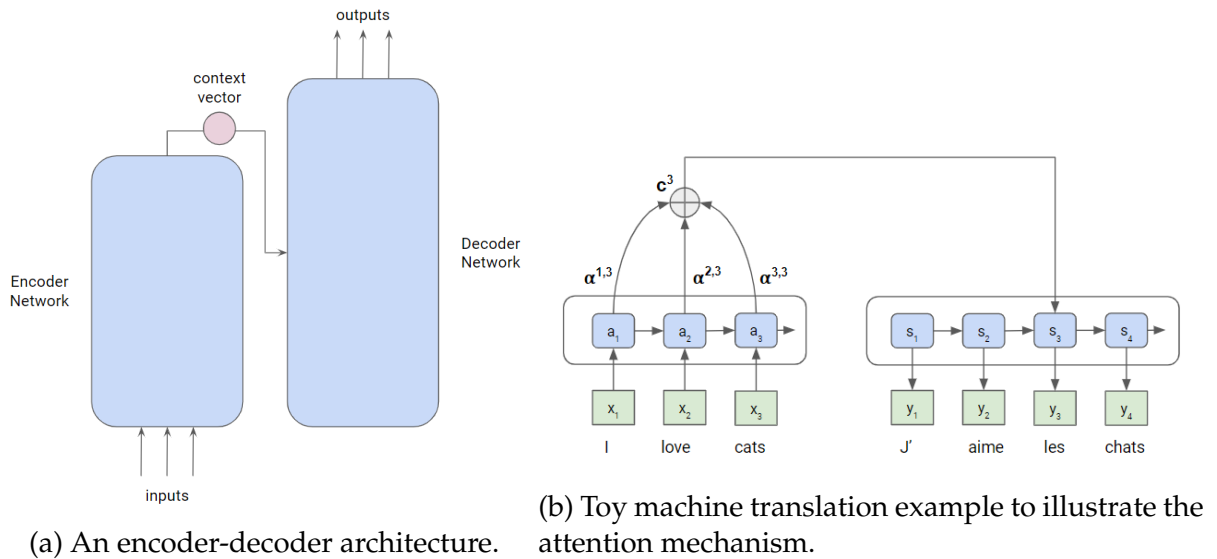 outputs
context
vector
Encoder
Network
Decoder
Network
inputs
(a) An encoder-decoder architecture.
c³
α¹,³ α²,³ α³,³
a₁ a₂ a₃
s₁ s₂ s₃ s₄
x₁ x₂ x₃
y₁ y₂ y₃ y₄
I love cats
J’ aime les chats
(b) Toy machine translation example to illustrate the
attention mechanism.